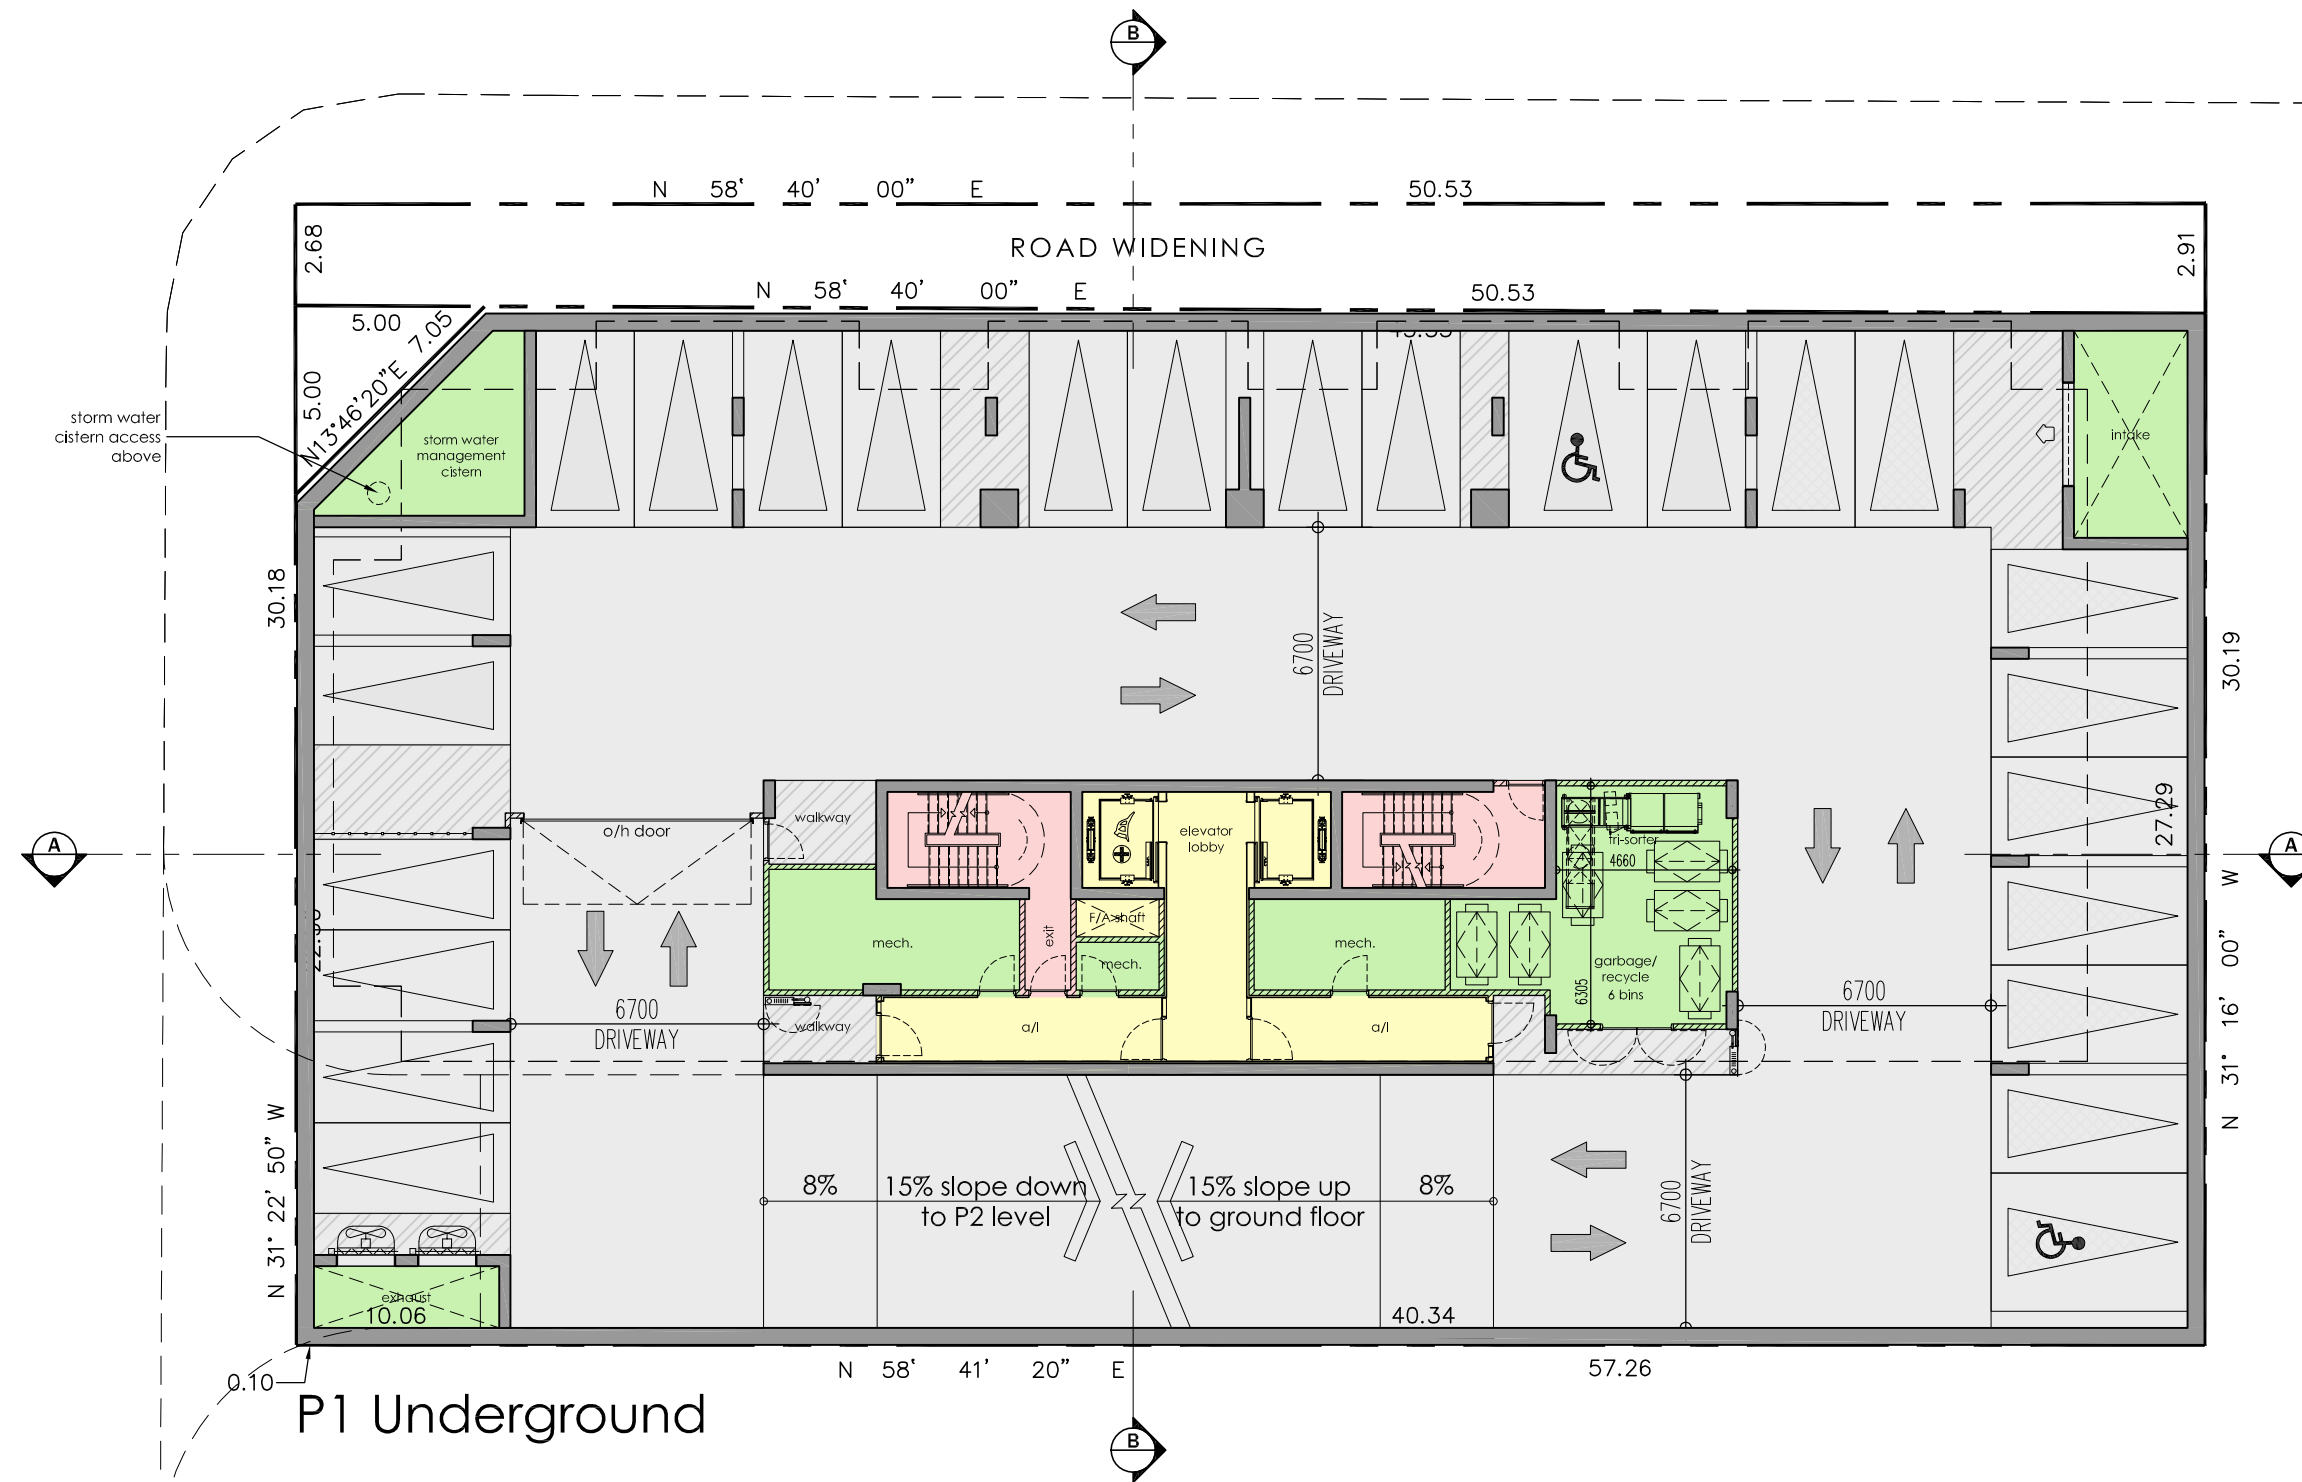 B
N 58' 40' 00" E 50.53
2.68
ROAD WIDENING
2.91
N 58' 40' 00" E 50.53
5.00
7.05
N13°46'20"E
5.00
storm water
cistern access
above
storm water
management
cistern
intake
30.18
6700
DRIVEWAY
30.19
27.29
A
o/h door
walkway
elevator
lobby
tri-sorter
4660
A
F/A shaft
mech.
exit
mech.
mech.
garbage/
recycle
6 bins
6305
6700
DRIVEWAY
walkway
a/l
a/l
6700
DRIVEWAY
N 31° 16' 00" W
N 31° 22' 50" W
8%
15% slope down
to P2 level
15% slope up
to ground floor
8%
6700
DRIVEWAY
exhaust
10.06
40.34
0.10
N 58' 41' 20" E 57.26
P1 Underground
B